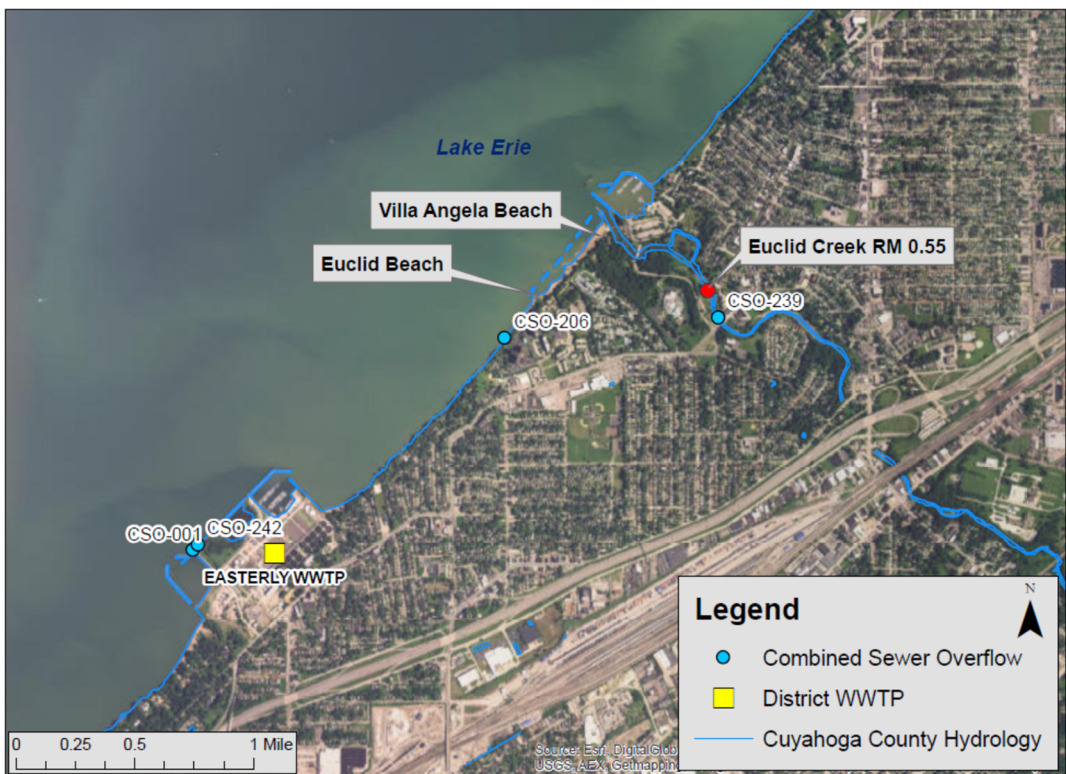 Lake Erie
Villa Angela Beach
Euclid Beach
Euclid Creek RM 0.55
CSO-239
CSO-206
CSO-001
CSO-242
EASTERLY WWTP
Legend
N
Combined Sewer Overflow
District WWTP
Cuyahoga County Hydrology
0 0.25 0.5 1 Mile
Source: Esri, DigitalGlob
USGS, AEX, Getmapping